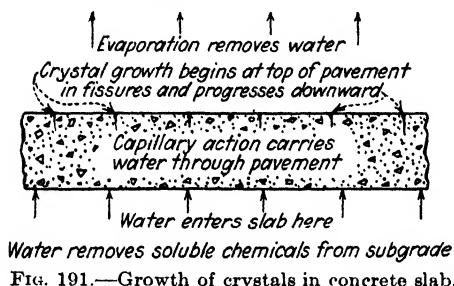 Evaporation removes water
Crystal growth begins at top of pavement
in fissures and progresses downward
Capillary action carries
water through pavement
Water enters slab here
Water removes soluble chemicals from subgrade
FIG. 191.—Growth of crystals in concrete slab.